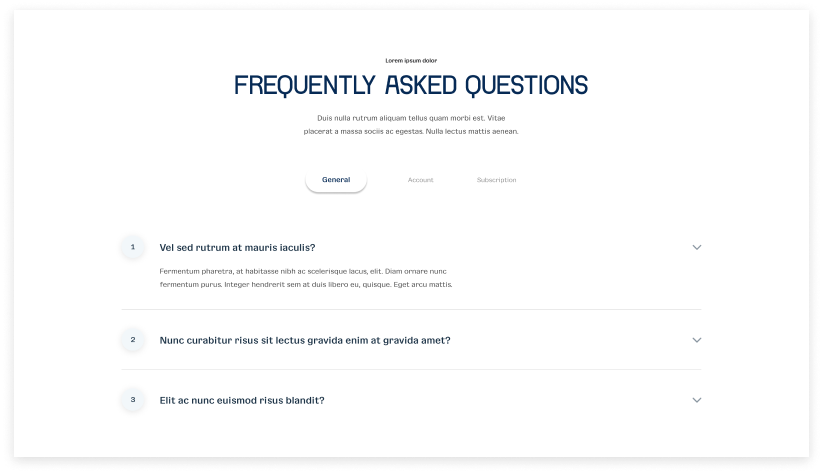 Lorem ipsum dolor
FREQUENTLY ASKED QUESTIONS
Duis nulla rutrum aliquam tellus quam morbi est. Vitae
placerat a massa sociis ac egestas. Nulla lectus mattis aenean.
General Account Subscription
1 Vel sed rutrum at mauris iaculis?
Fermentum pharetra, at habitasse nibh ac scelerisque lacus, elit. Diam ornare nunc
fermentum purus. Integer hendrerit sem at duis libero eu, quisque. Eget arcu mattis.
2 Nunc curabitur risus sit lectus gravida enim at gravida amet?
3 Elit ac nunc euismod risus blandit?